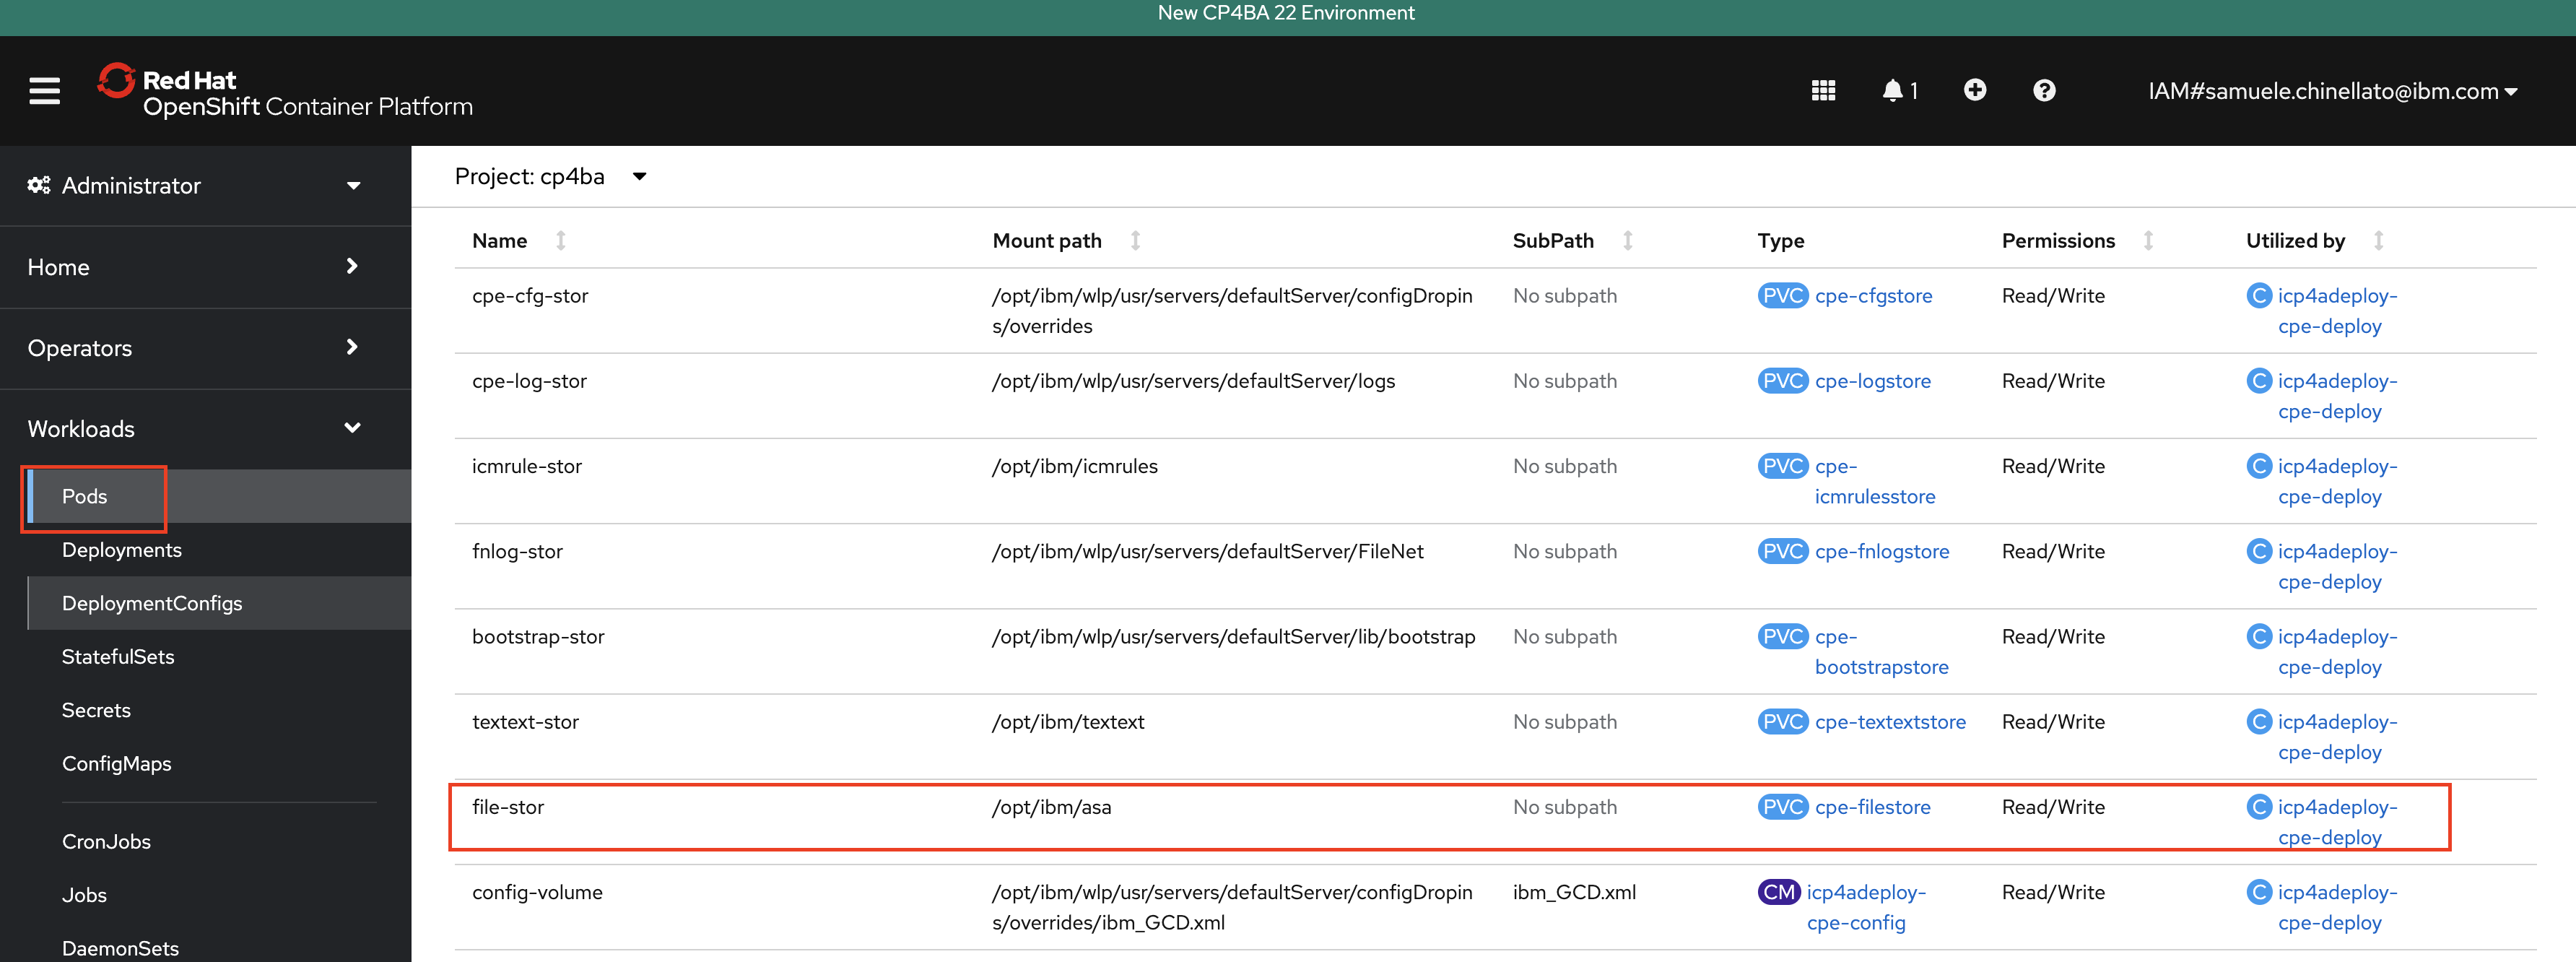 New CP4BA 22 Environment
Red Hat
OpenShift Container Platform
1
IAM#samuele.chinellato@ibm.com
Administrator
Home
Operators
Workloads
Pods
Deployments
DeploymentConfigs
StatefulSets
Secrets
ConfigMaps
CronJobs
Jobs
DaemonSets
Project: cp4ba
Name Mount path SubPath Type Permissions Utilized by
cpe-cfg-stor /opt/ibm/wlp/usr/servers/defaultServer/configDropin No subpath PVC cpe-cfgstore Read/Write C icp4adeploy-
s/overrides cpe-deploy
cpe-log-stor /opt/ibm/wlp/usr/servers/defaultServer/logs No subpath PVC cpe-logstore Read/Write C icp4adeploy-
cpe-deploy
icmrule-stor /opt/ibm/icmrules No subpath PVC cpe- Read/Write C icp4adeploy-
icmrulesstore cpe-deploy
fnlog-stor /opt/ibm/wlp/usr/servers/defaultServer/FileNet No subpath PVC cpe-fnlogstore Read/Write C icp4adeploy-
cpe-deploy
bootstrap-stor /opt/ibm/wlp/usr/servers/defaultServer/lib/bootstrap No subpath PVC cpe- Read/Write C icp4adeploy-
bootstrapstore cpe-deploy
textext-stor /opt/ibm/textext No subpath PVC cpe-textextstore Read/Write C icp4adeploy-
cpe-deploy
file-stor /opt/ibm/asa No subpath PVC cpe-filestore Read/Write C icp4adeploy-
cpe-deploy
config-volume /opt/ibm/wlp/usr/servers/defaultServer/configDropin ibm_GCD.xml CM icp4adeploy- Read/Write C icp4adeploy-
s/overrides/ibm_GCD.xml cpe-config cpe-deploy